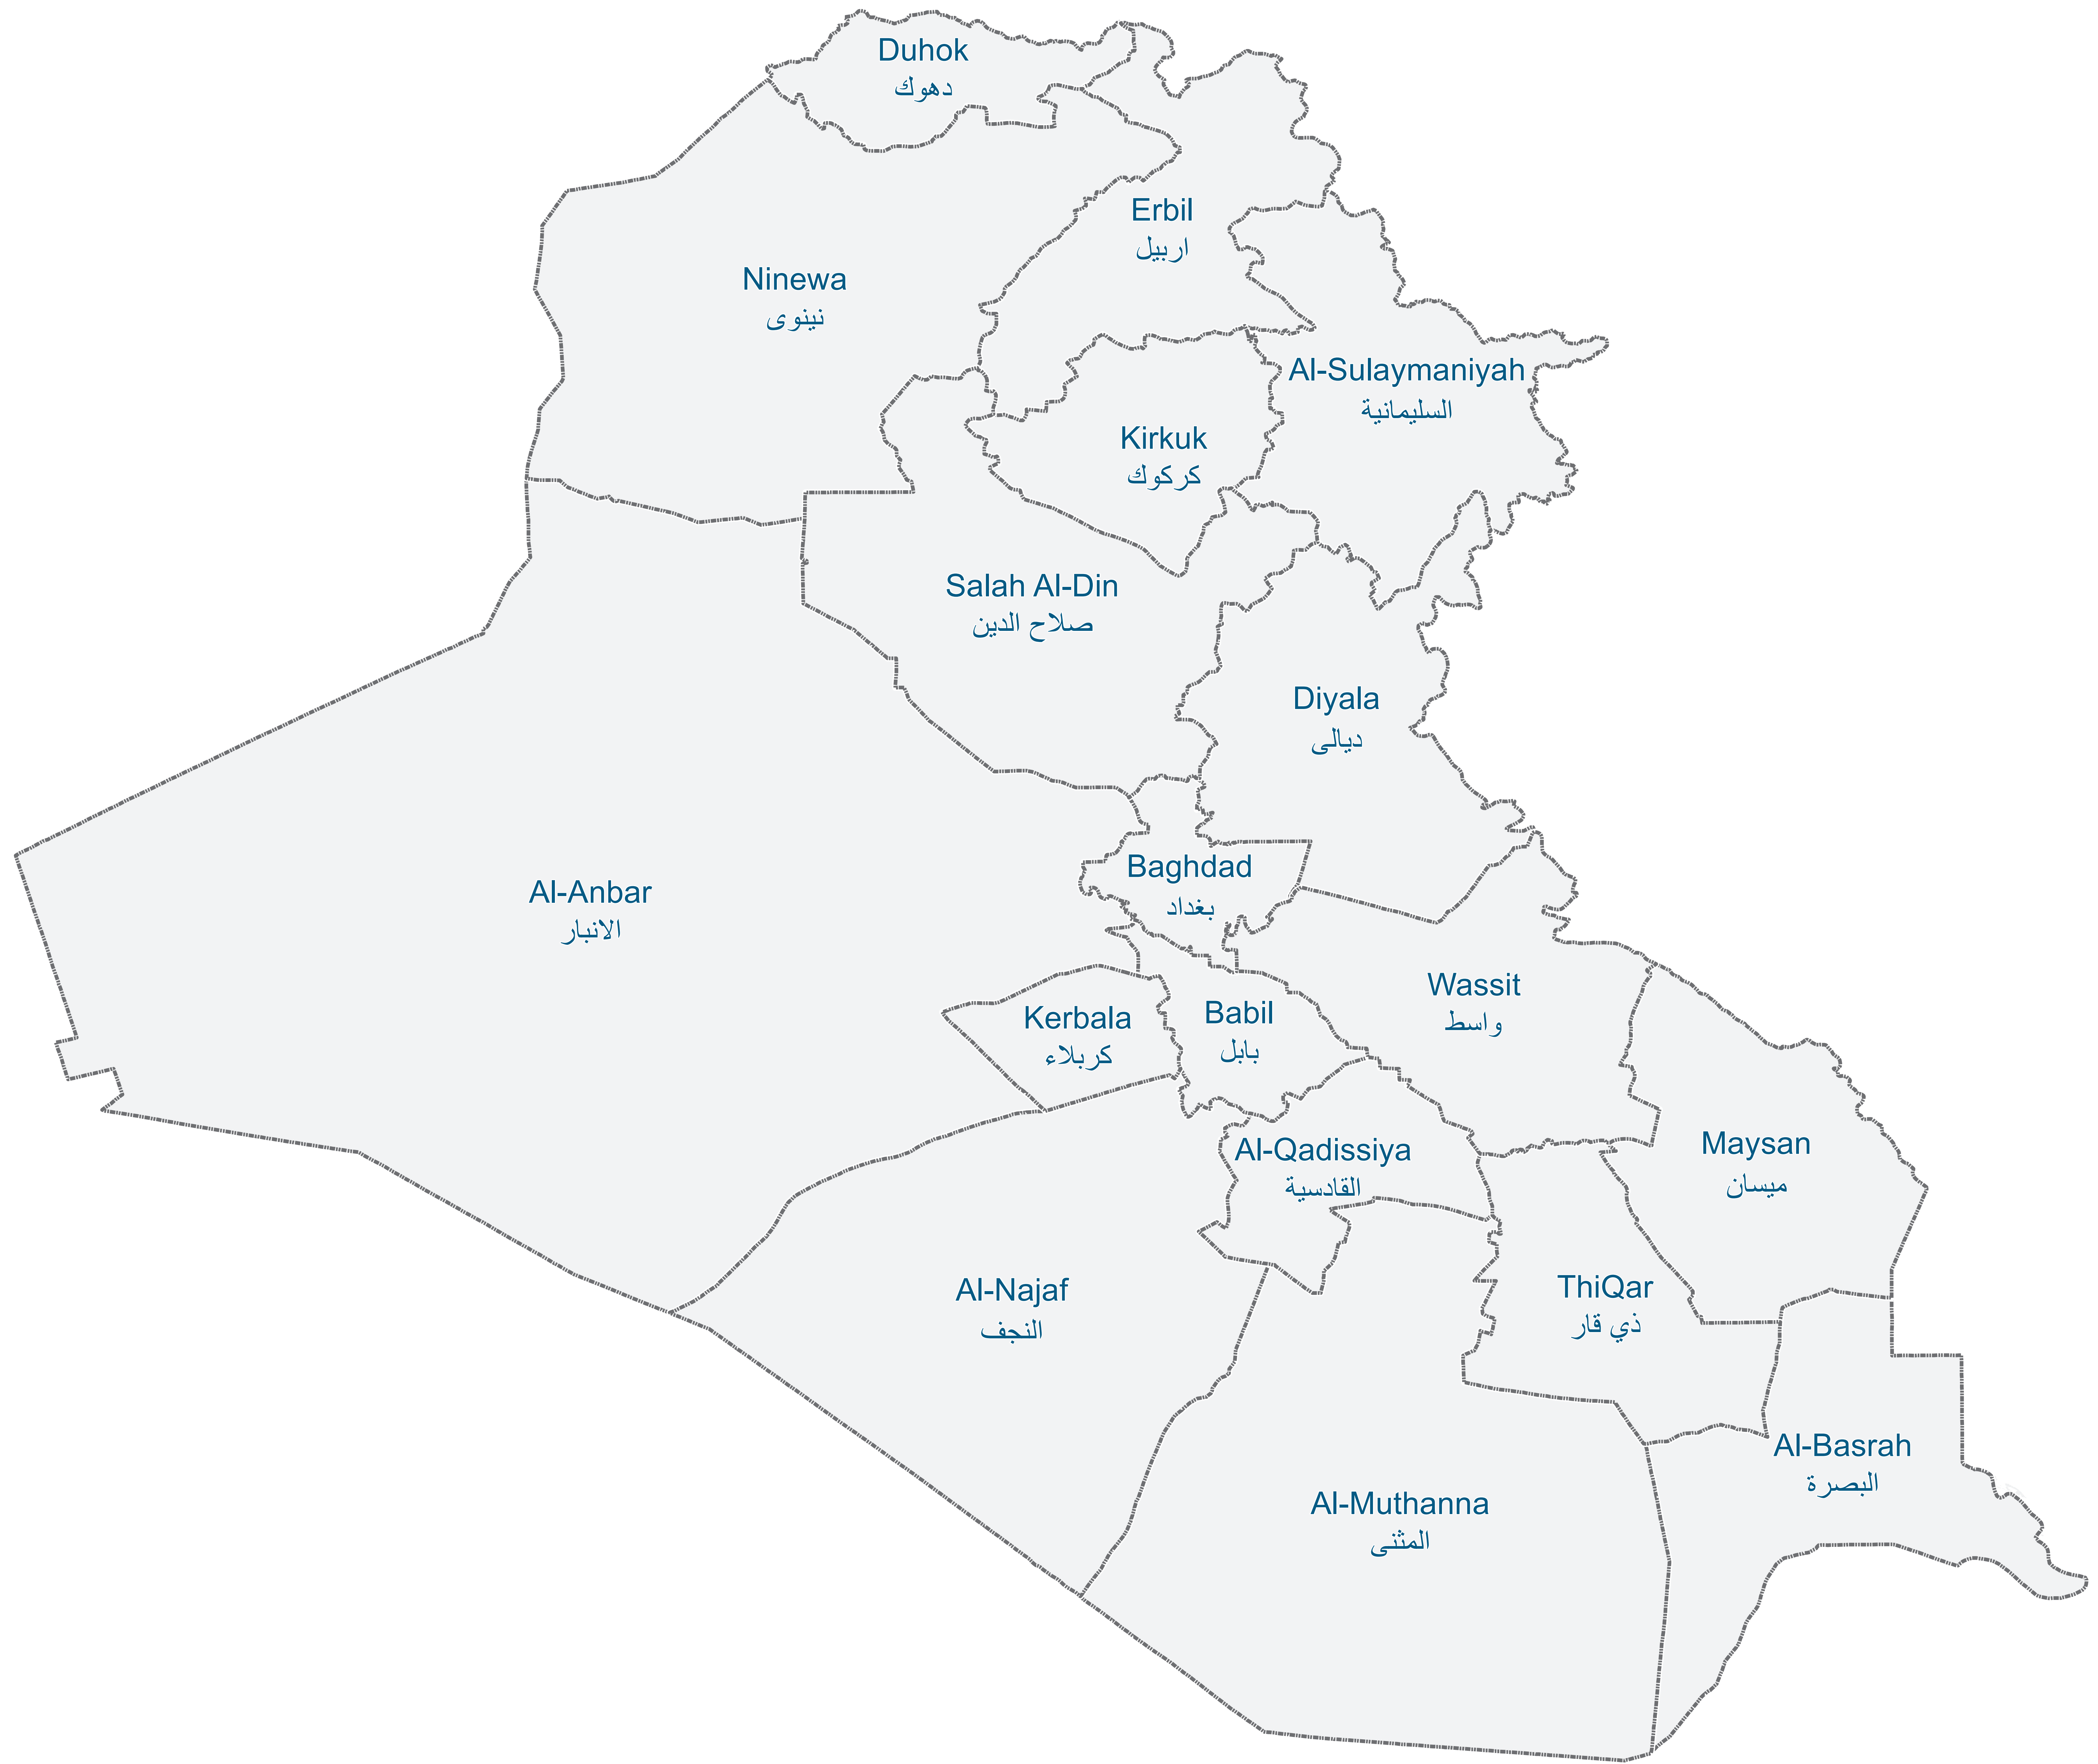 Duhok
دهوك
Erbil
اربيل
Ninewa
نينوى
Al-Sulaymaniyah
السليمانية
Kirkuk
كركوك
Salah Al-Din
صلاح الدين
Diyala
ديالى
Baghdad
بغداد
Al-Anbar
الانبار
Wassit
واسط
Babil
بابل
Kerbala
كربلاء
Maysan
ميسان
Al-Qadissiya
القادسية
ThiQar
ذي قار
Al-Najaf
النجف
Al-Basrah
البصرة
Al-Muthanna
المثنى